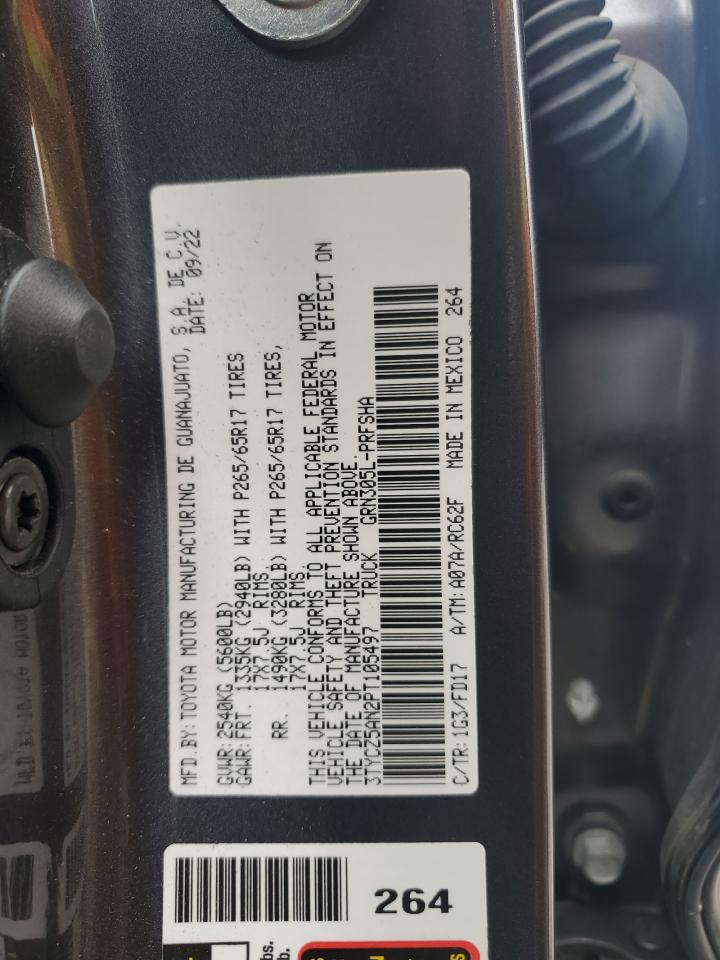 MFD.BY:TOYOTA MOTOR MANUFACTURING DE GUANAJUATO, S.A. DE C.V.
DATE: 09/22
GVWR:2540KG (5600LB)
GAWR:FRT. 1335KG (2940LB) WITH P265/65R17 TIRES
17X7.5J RIMS
RR. 1490KG (3280LB) WITH P265/65R17 TIRES,
17X7.5J RIMS.
THIS VEHICLE CONFORMS TO ALL APPLICABLE FEDERAL MOTOR
VEHICLE SAFETY AND THEFT PREVENTION STANDARDS IN EFFECT ON
THE DATE OF MANUFACTURE SHOWN ABOVE.
3TYCZ5AN2PT105497 TRUCK GRN305L-PRFSHA
C/TR:1G3/FD17 A/TM:A07A/RC62F MADE IN MEXICO 264
264